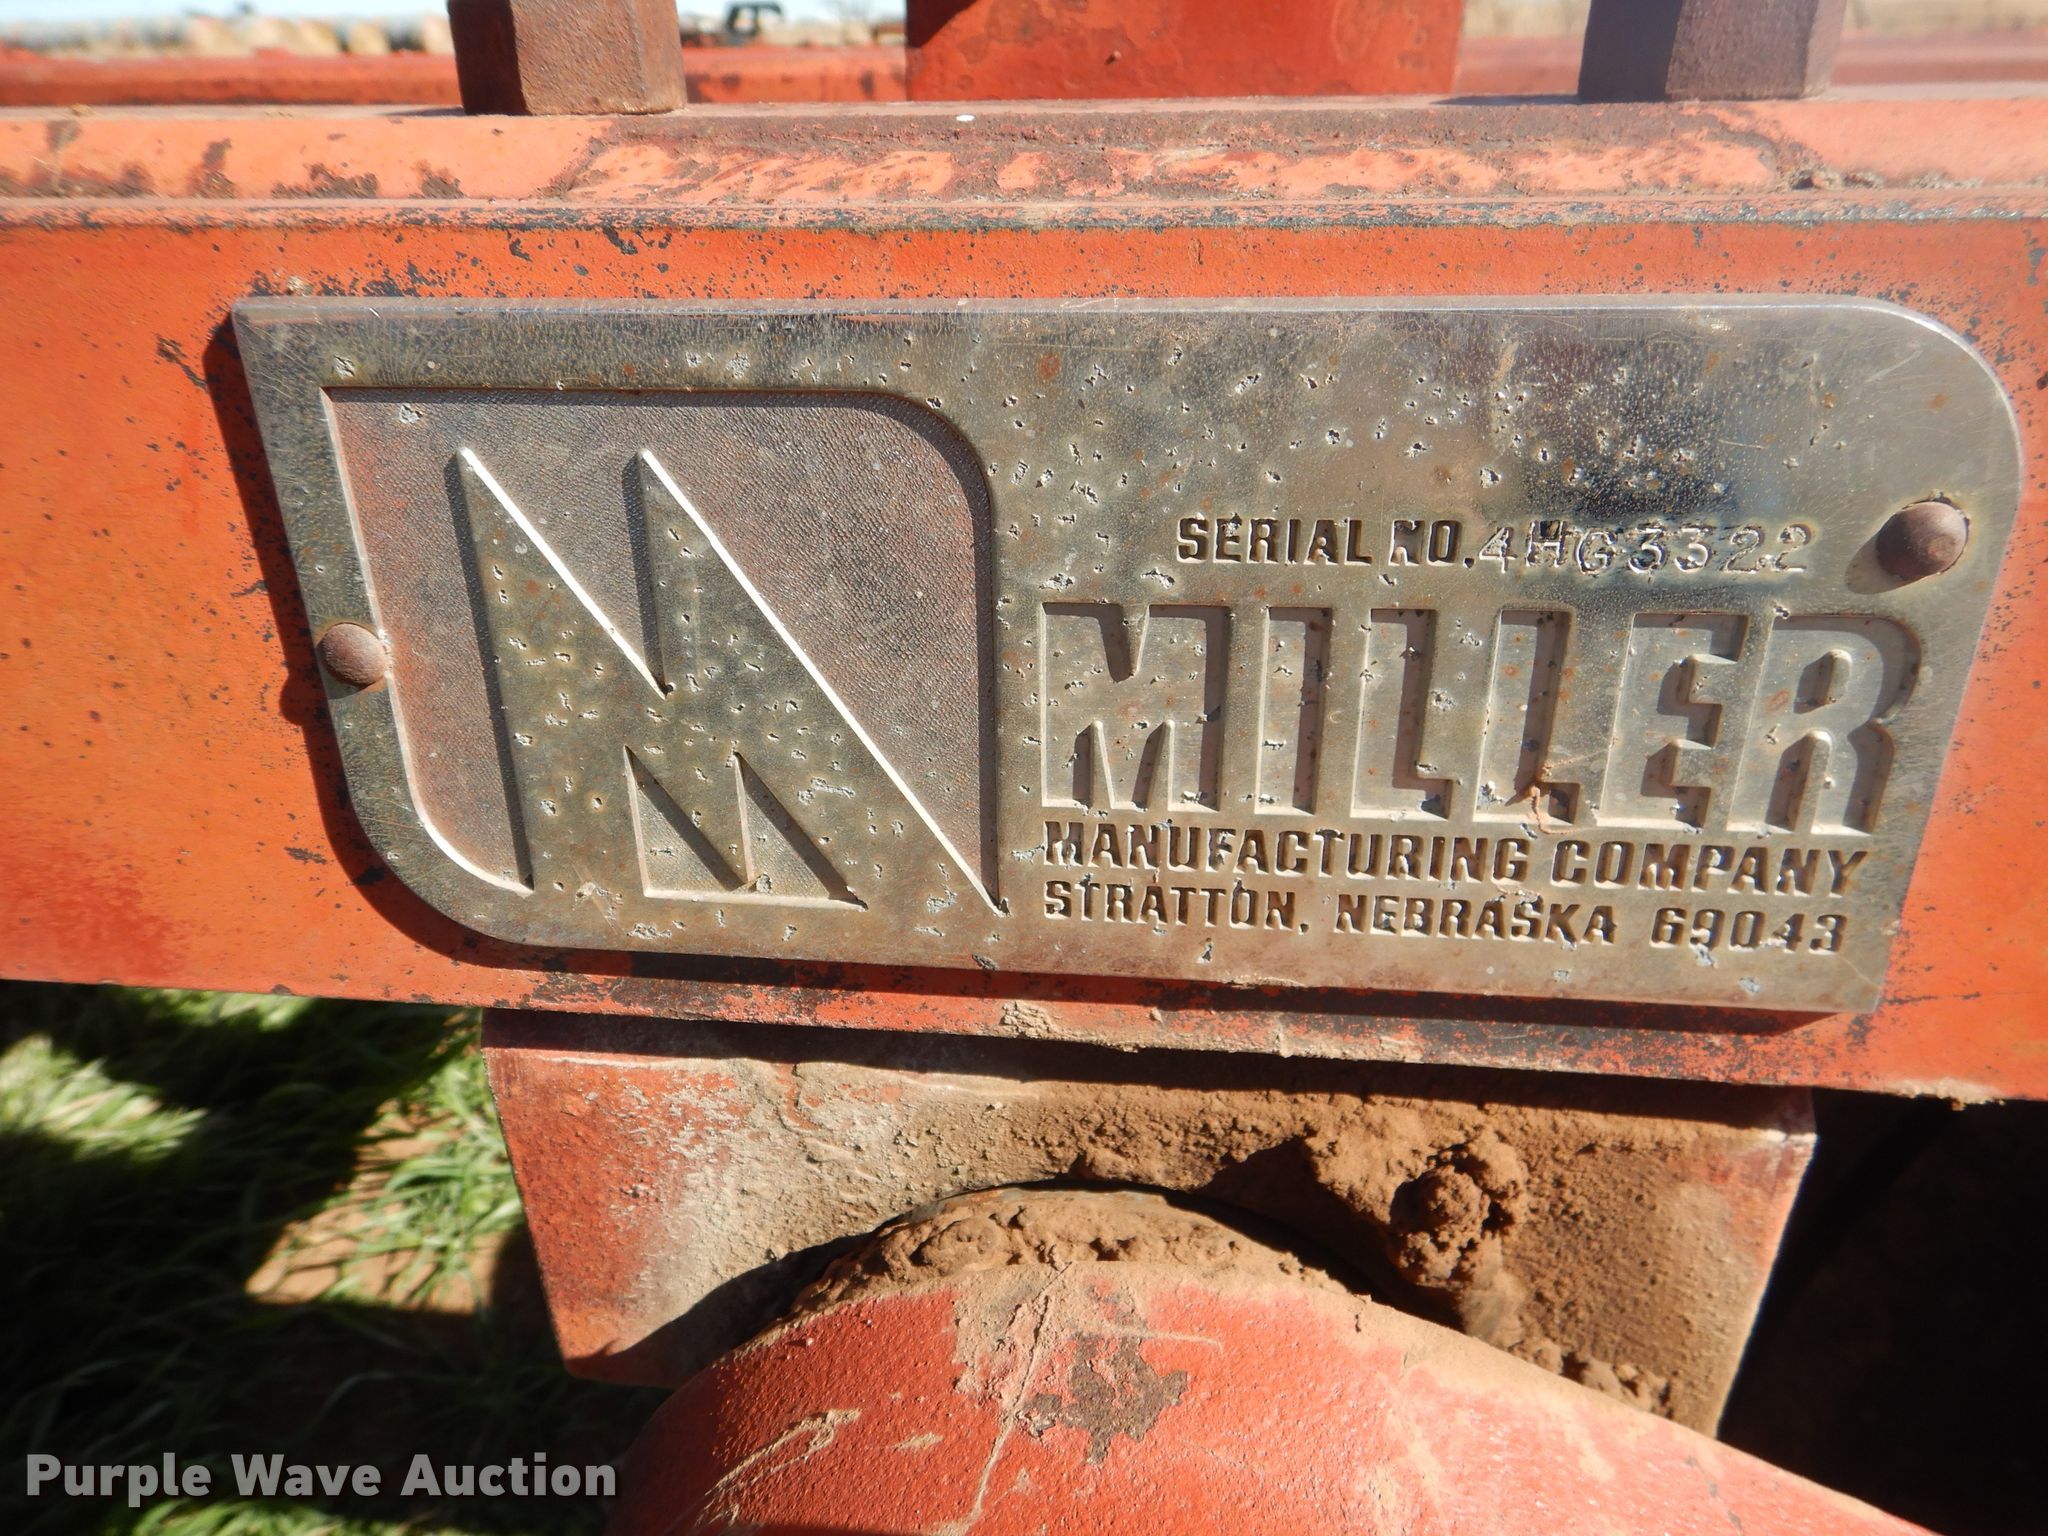 SERIAL NO. 4HG3322
MILLER
MANUFACTURING COMPANY
STRATTON, NEBRASKA 69043
Purple Wave Auction